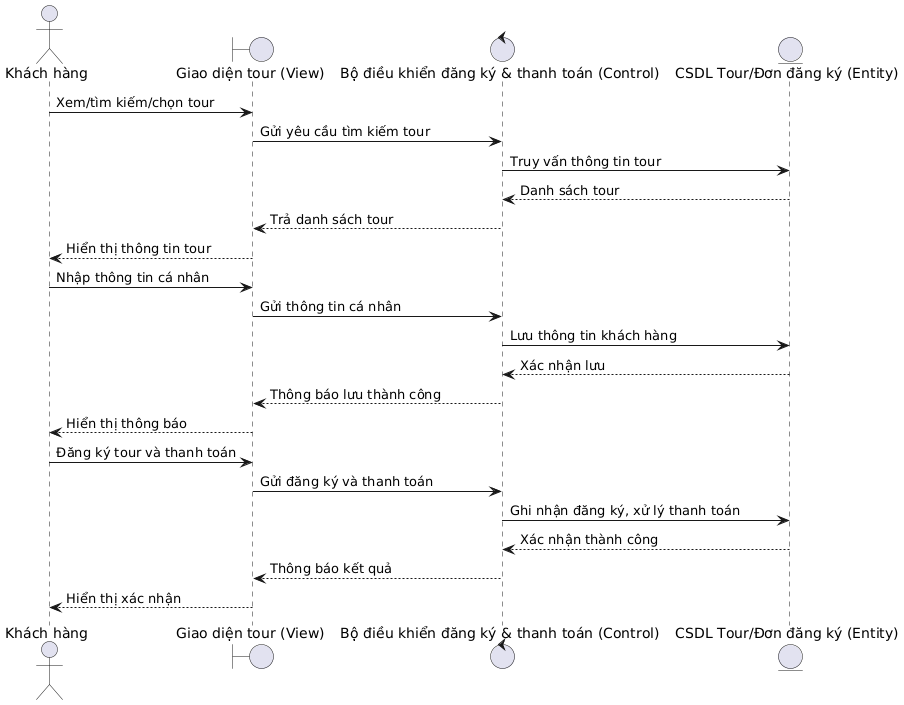 Khách hàng
Giao diện tour (View)
Bộ điều khiển đăng ký & thanh toán (Control)
CSDL Tour/Đơn đăng ký (Entity)
Xem/tìm kiếm/chọn tour
Gửi yêu cầu tìm kiếm tour
Truy vấn thông tin tour
Danh sách tour
Trả danh sách tour
Hiển thị thông tin tour
Nhập thông tin cá nhân
Gửi thông tin cá nhân
Lưu thông tin khách hàng
Xác nhận lưu
Thông báo lưu thành công
Hiển thị thông báo
Đăng ký tour và thanh toán
Gửi đăng ký và thanh toán
Ghi nhận đăng ký, xử lý thanh toán
Xác nhận thành công
Thông báo kết quả
Hiển thị xác nhận
Khách hàng
Giao diện tour (View)
Bộ điều khiển đăng ký & thanh toán (Control)
CSDL Tour/Đơn đăng ký (Entity)